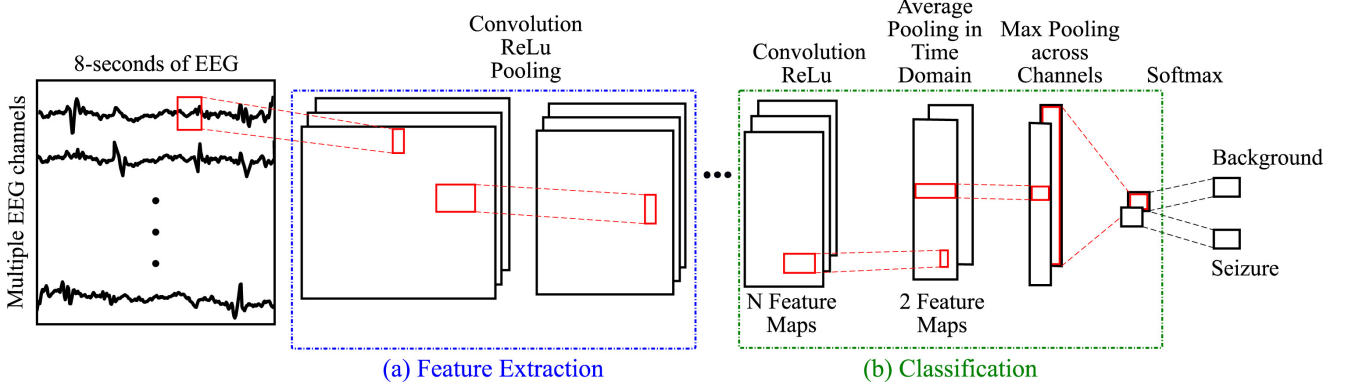 8-seconds of EEG
Multiple EEG channels
Convolution
ReLu
Pooling
(a) Feature Extraction
Convolution
ReLu
Average
Pooling in
Time
Domain
Max Pooling
across
Channels
Softmax
N Feature
Maps
2 Feature
Maps
Background
Seizure
(b) Classification